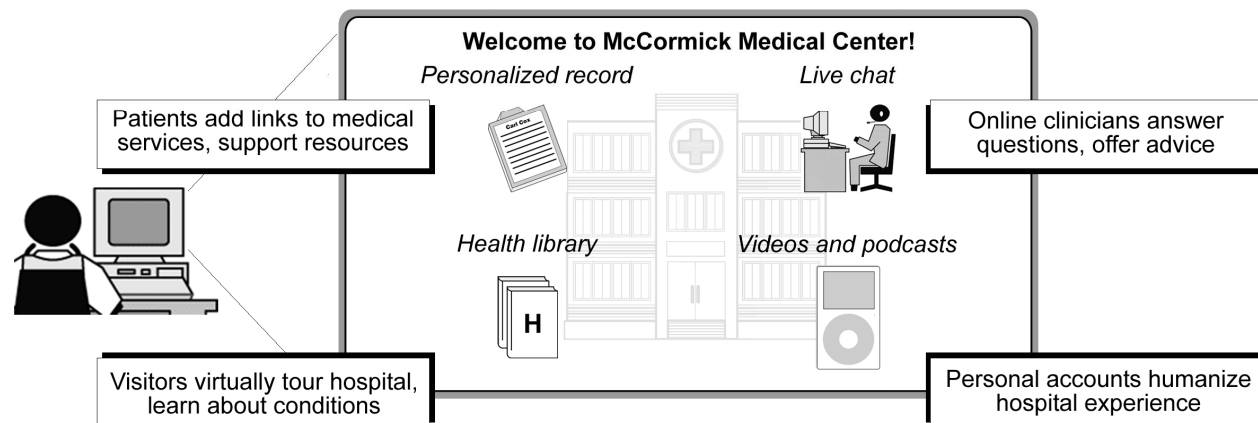 Welcome to McCormick Medical Center!
Personalized record
Live chat
Patients add links to medical
services, support resources
Carl Cox
Online clinicians answer
questions, offer advice
Health library
Videos and podcasts
H
Visitors virtually tour hospital,
learn about conditions
Personal accounts humanize
hospital experience